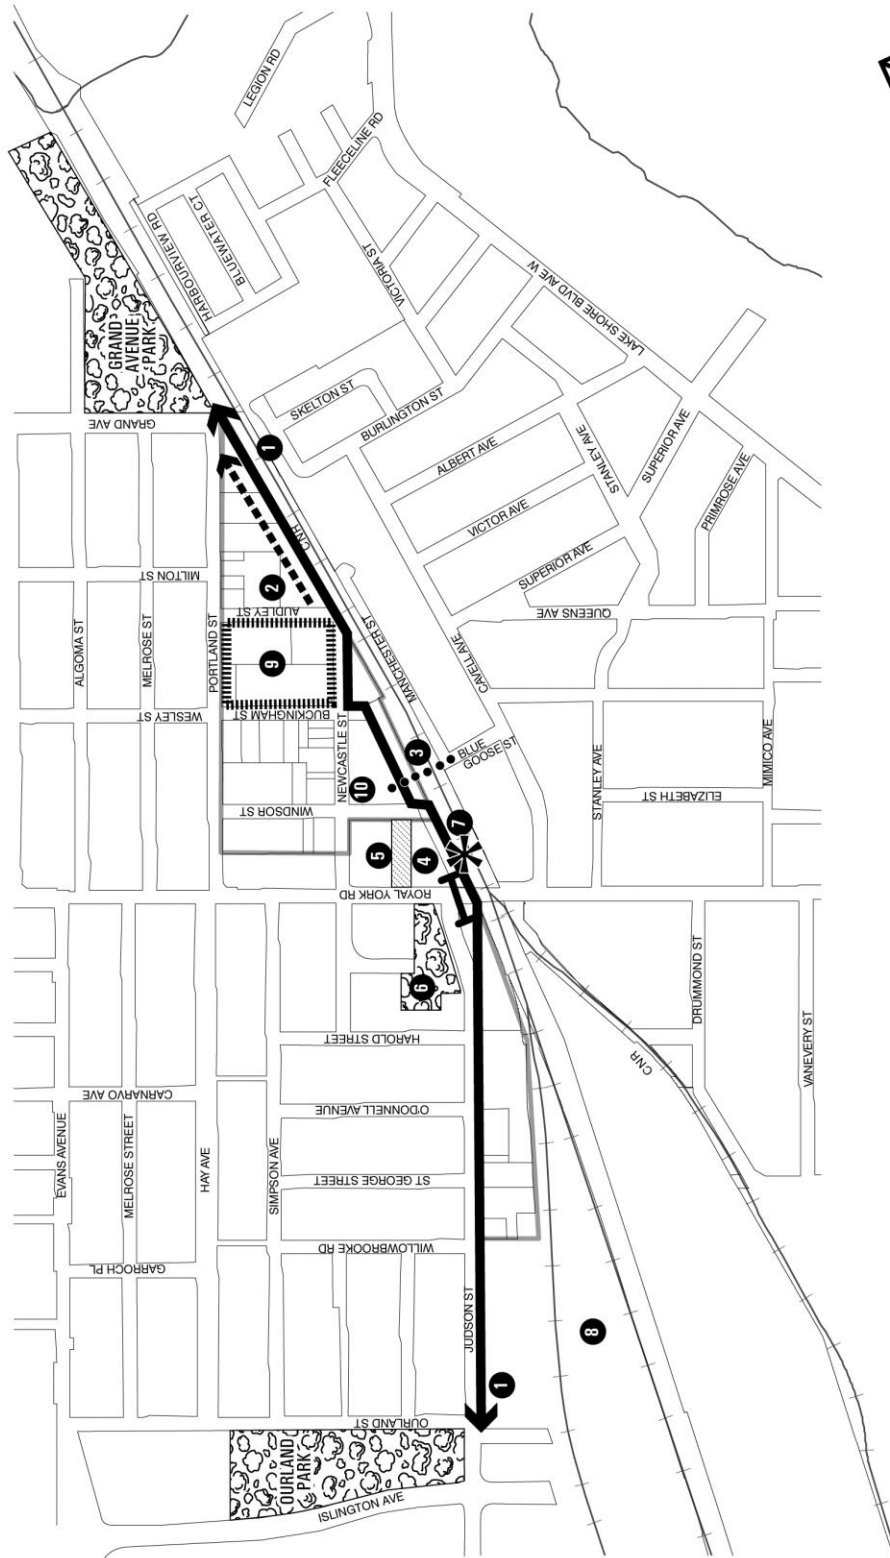 LEGION RD
FLEECELINE RD
HARBOURVIEW RD
BLUEWATER CT
VICTORIA ST
LAKE SHORE BLVD AVE W
GRAND
AVENUE
PARK
GRAND AVE
SKELTON ST
BURLINGTON ST
ALBERT AVE
STANLEY AVE
SUPERIOR AVE
PRIMROSE AVE
VICTOR AVE
SUPERIOR AVE
QUEENS AVE
1
CNR
2
MILTON ST
AUDLEY ST
ALGOMA ST
MELROSE ST
PORTLAND ST
9
MANCHESTER ST
CAVELL AVE
WESLEY ST
BUCKINGHAM ST
NEWCASTLE ST
3
BLUE
GOOSE ST
10
WINDSOR ST
STANLEY AVE
ELIZABETH ST
MIMICO AVE
7
5
4
ROYAL YORK RD
6
HAROLD STREET
DRUMMOND ST
CNR
VANEVERY ST
CARNARVO AVE
O'DONNELL AVENUE
EVANS AVENUE
MELROSE STREET
HAY AVE
SIMPSON AVE
ST GEORGE STREET
WILLOWBROOKE RD
GARROCH PL
JUDSON ST
8
1
OURLAND ST
OURLAND
PARK
ISLINGTON AVE